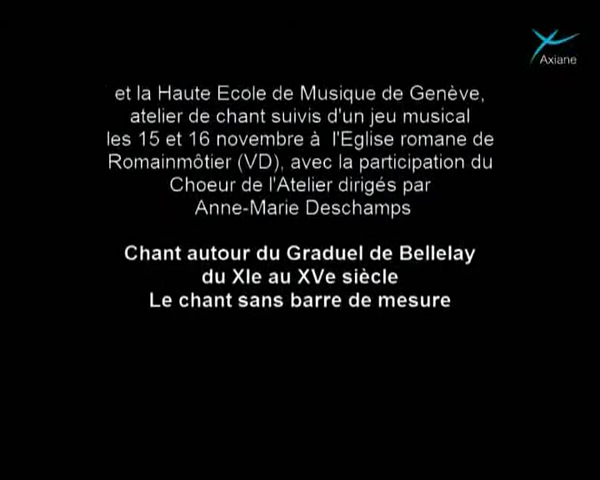 Axiane
et la Haute Ecole de Musique de Genève,
atelier de chant suivis d'un jeu musical
les 15 et 16 novembre à l'Eglise romane de
Romainmôtier (VD), avec la participation du
Choeur de l'Atelier dirigés par
Anne-Marie Deschamps
Chant autour du Graduel de Bellelay
du XIe au XVe siècle
Le chant sans barre de mesure